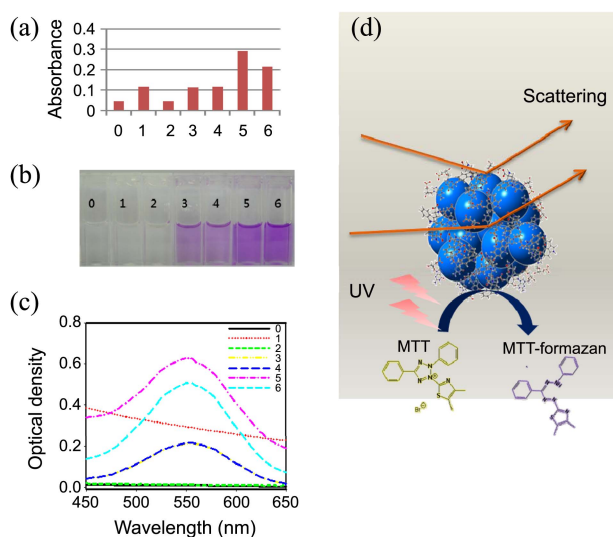 (a)
Absorbance
0.4
0.3
0.2
0.1
0
0 1 2 3 4 5 6
(b)
0 1 2 3 4 5 6
(c)
Optical density
0.8
0.6
0.4
0.2
0.0
450 500 550 600 650
Wavelength (nm)
0
1
2
3
4
5
6
(d)
Scattering
UV
MTT
MTT-formazan
Br